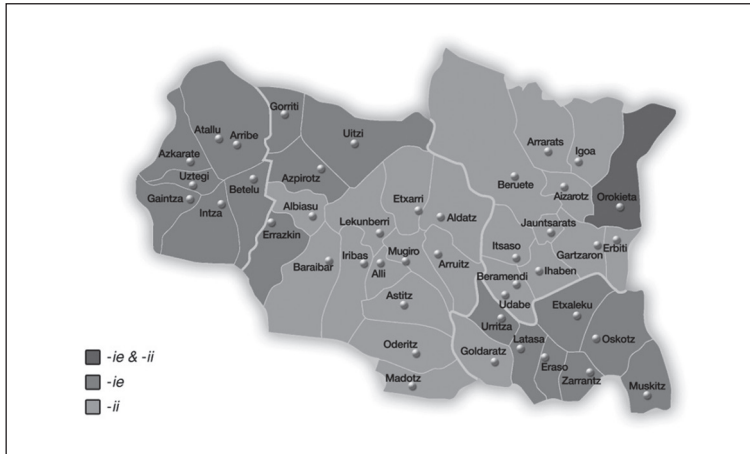 Gorriti
Atallu
Arribe
Uitzi
Azkarate
Ararats
Igoa
Uztegi
Azpirotz
Betelu
Beruete
Gaintza
Aizarotz
Orokieta
Intza
Albiasu
Etxarri
Aldatz
Errazkin
Lekunberri
Jauntsarats
Itsaso
Erbiti
Iribas
Mugiro
Gartzaron
Baraibar
Alli
Arruitz
Beramendi
Ihaben
Astitz
Udabe
Etxaleku
Urritza
Latasa
Oskotz
Oderitz
Goldaratz
Eraso
Zarrantz
Madotz
Muskitz
-ie & -ii
-ie
-ii